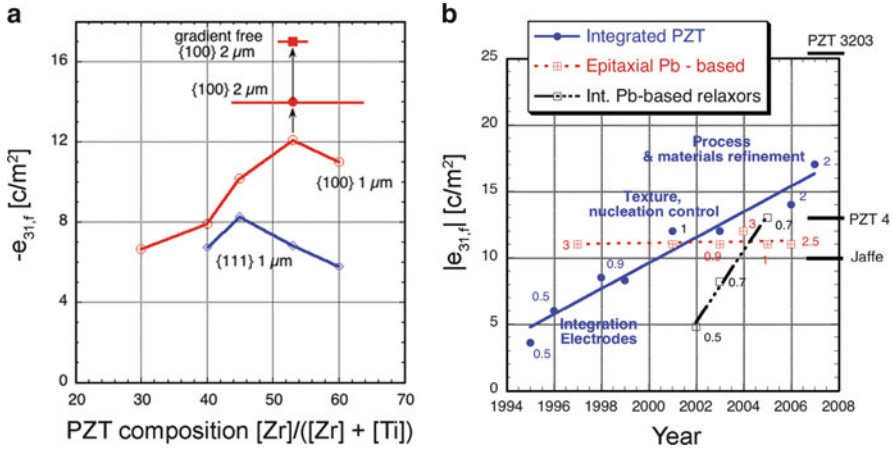 a
gradient free
{100} 2 µm
{100} 2 µm
{100} 1 µm
{111} 1 µm
-e31,f [c/m²]
0
4
8
12
16
20
30
40
50
60
70
PZT composition [Zr]/([Zr] + [Ti])
b
PZT 3203
Integrated PZT
Epitaxial Pb - based
Int. Pb-based relaxors
Process
& materials refinement
2
Texture,
nucleation control
2
1
3
0.7
PZT 4
3
0.9
1
2.5
Jaffe
0.9
0.7
0.5
Integration
Electrodes
0.5
0.5
|e31,f| [c/m²]
0
5
10
15
20
25
1994 1996 1998 2000 2002 2004 2006 2008
Year